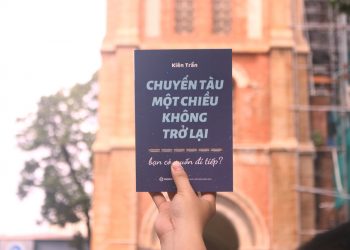 Kiên Trần
CHUYẾN TÀU
MỘT CHIỀU
KHÔNG
TRỞ LẠI
bạn có muốn đi tiếp?